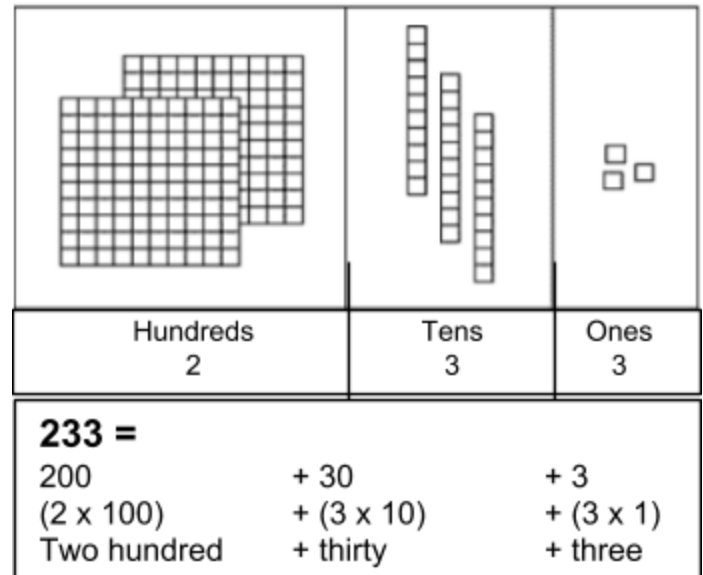 Hundreds Tens Ones
2 3 3
233 =
200 + 30 + 3
(2 x 100) + (3 x 10) + (3 x 1)
Two hundred + thirty + three